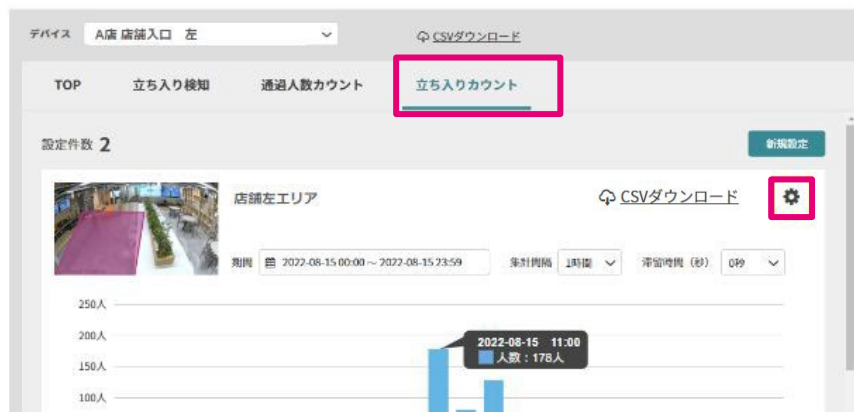 デバイス A店 店舗入口 左 CSVダウンロード
TOP 立ち入り検知 通過人数カウント 立ち入りカウント
設定件数 2 新規設定
店舗左エリア CSVダウンロード
期間 2022-08-15 00:00 ~ 2022-08-15 23:59 集計間隔 1時間 滞留時間（秒） 0秒
250人
200人
2022-08-15 11:00
人数：178人
150人
100人